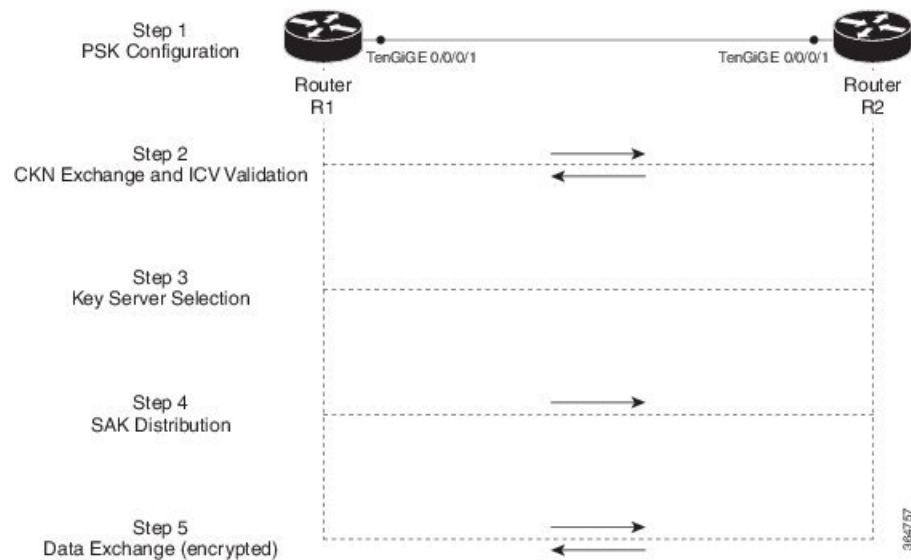 Step 1
PSK Configuration
TenGiGE 0/0/0/1
TenGiGE 0/0/0/1
Router
R1
Router
R2
Step 2
CKN Exchange and ICV Validation
Step 3
Key Server Selection
Step 4
SAK Distribution
Step 5
Data Exchange (encrypted)
364757